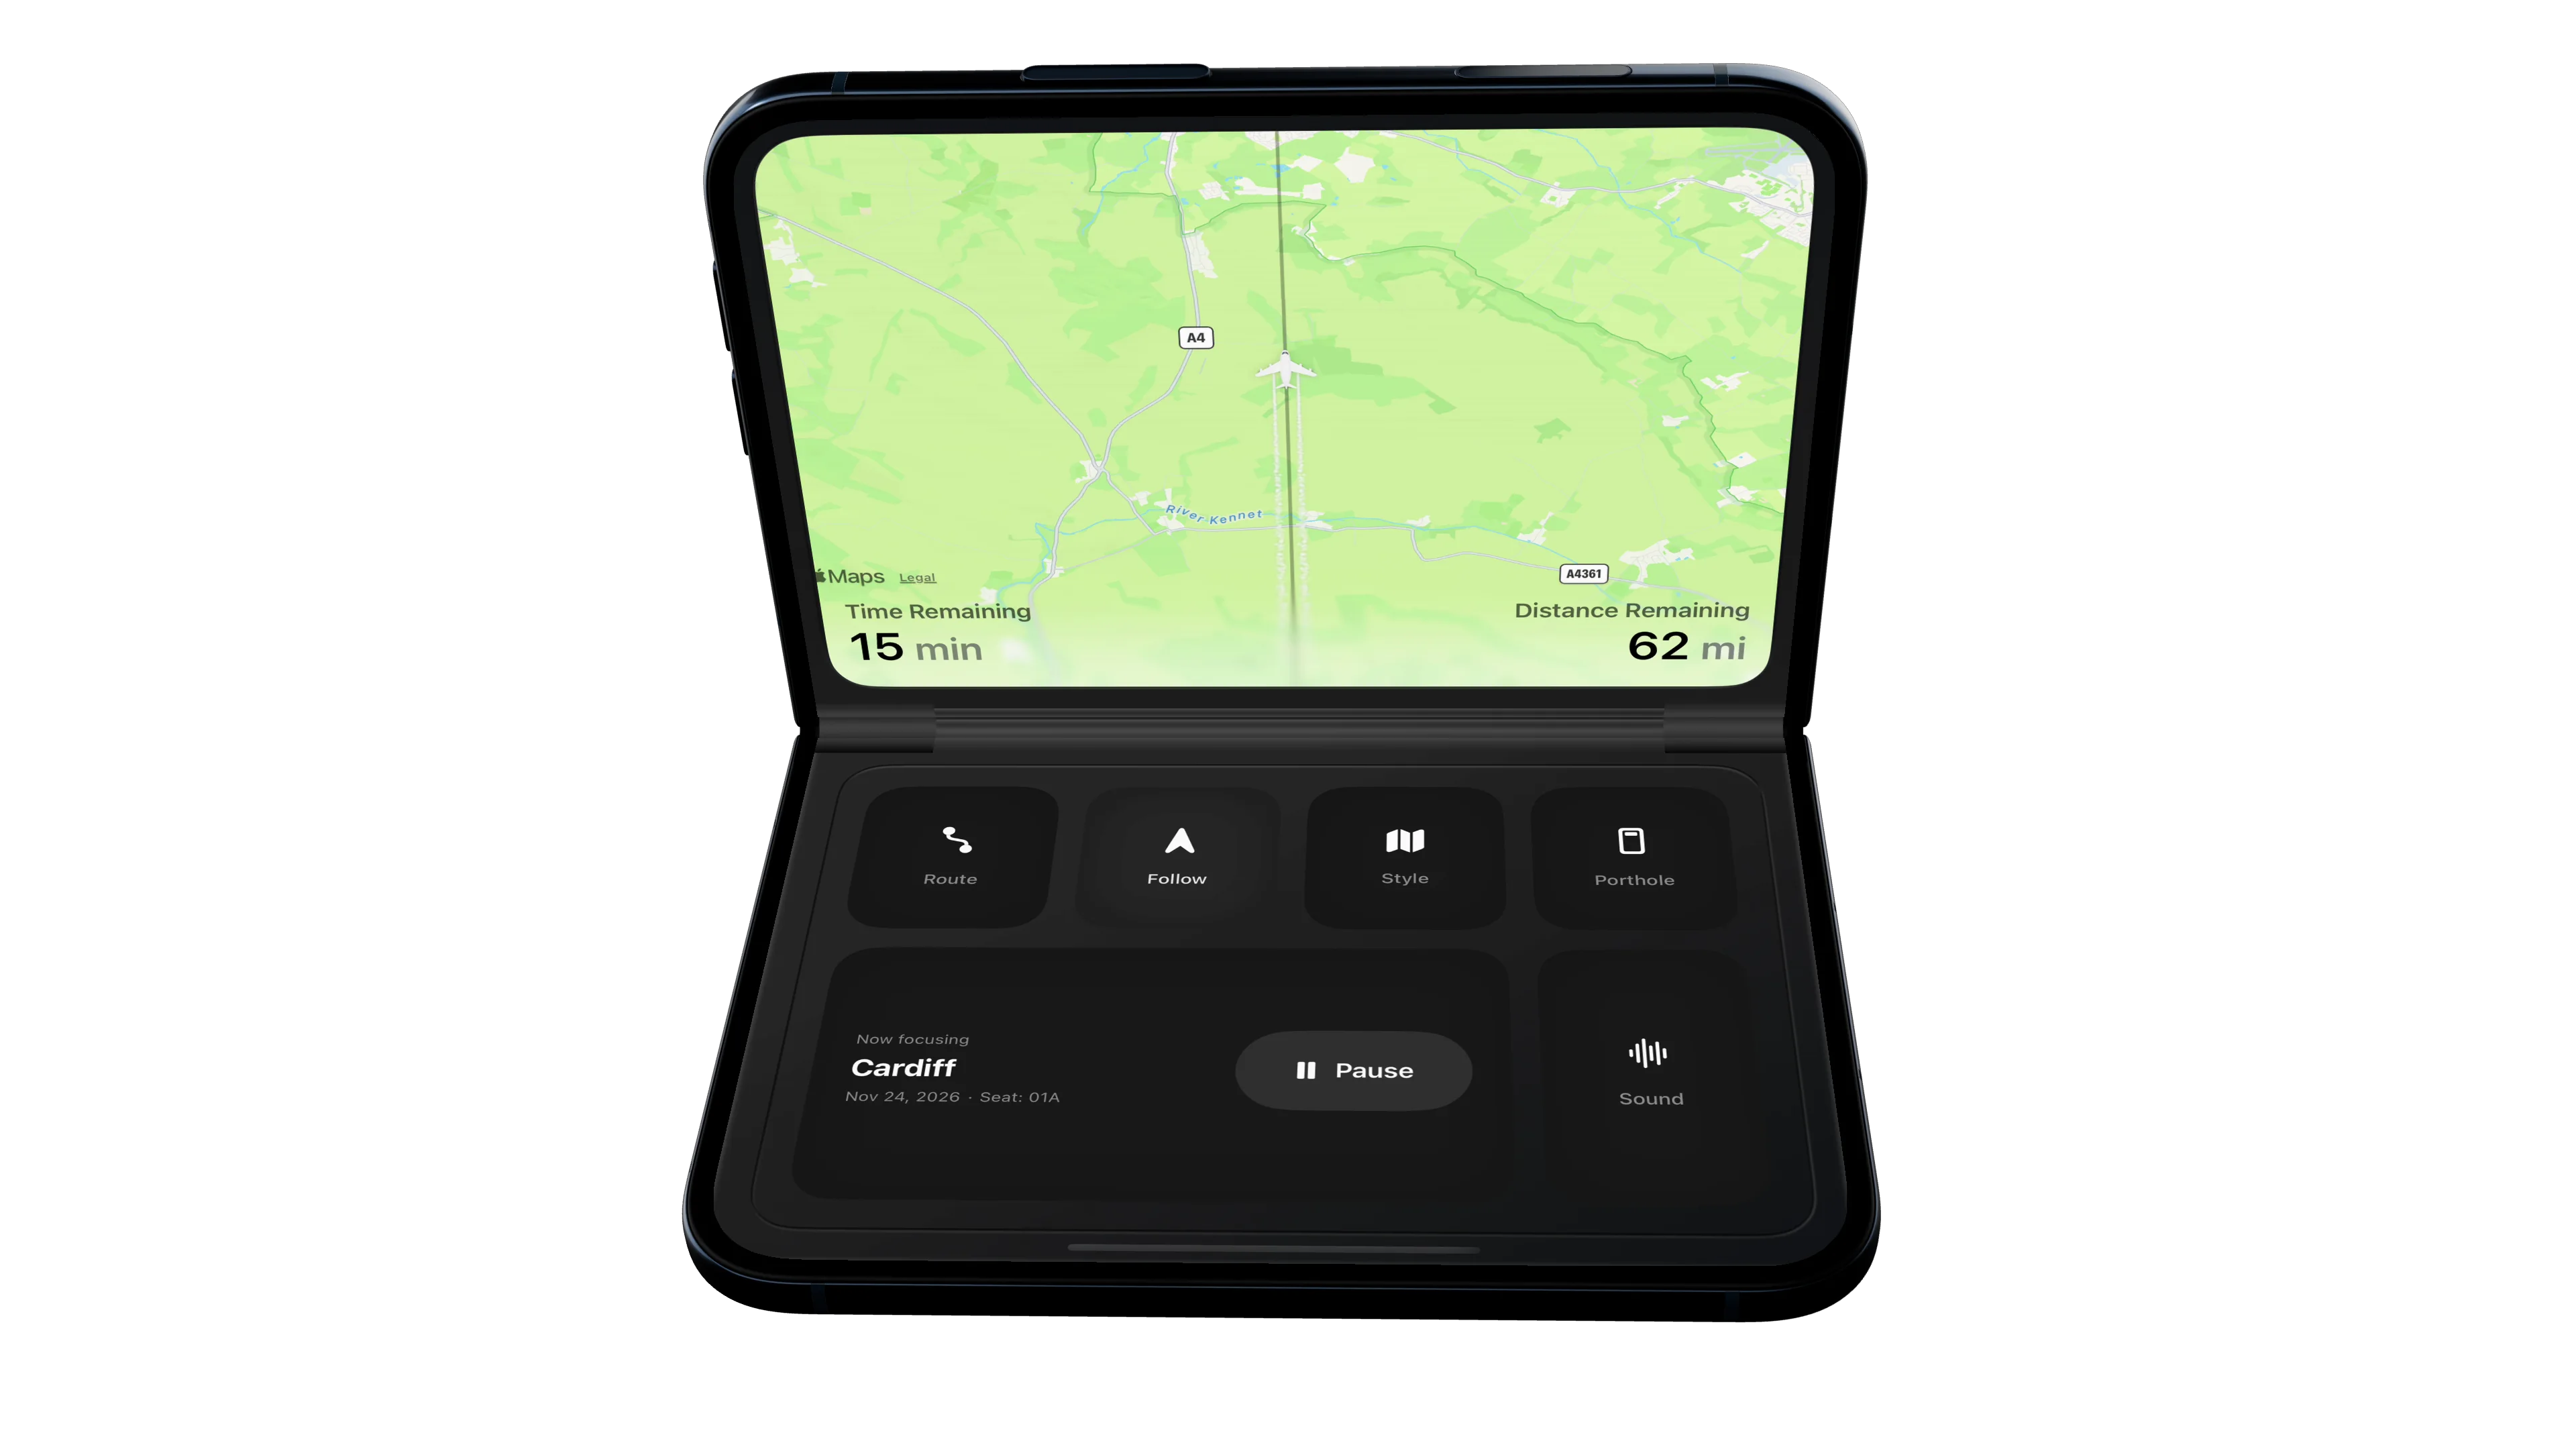 A4
River Kennet
A4361
Maps Legal
Time Remaining
15 min
Distance Remaining
62 mi
Route
Follow
Style
Porthole
Now focusing
Cardiff
Nov 24, 2026 · Seat: 01A
Pause
Sound